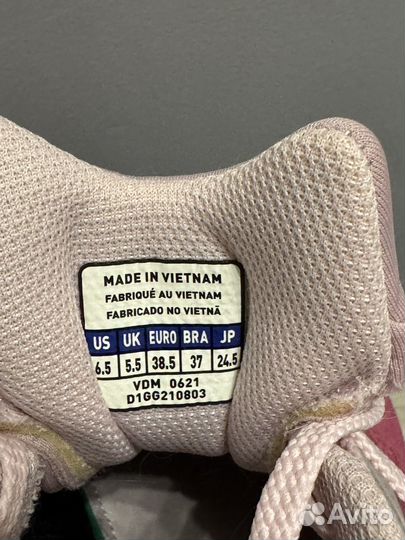 MADE IN VIETNAM
FABRIQUÉ AU VIETNAM
FABRICADO NO VIETNÃ
US UK EURO BRA JP
6.5 5.5 38.5 37 24.5
VDM 0621
D1GG210803
Avito